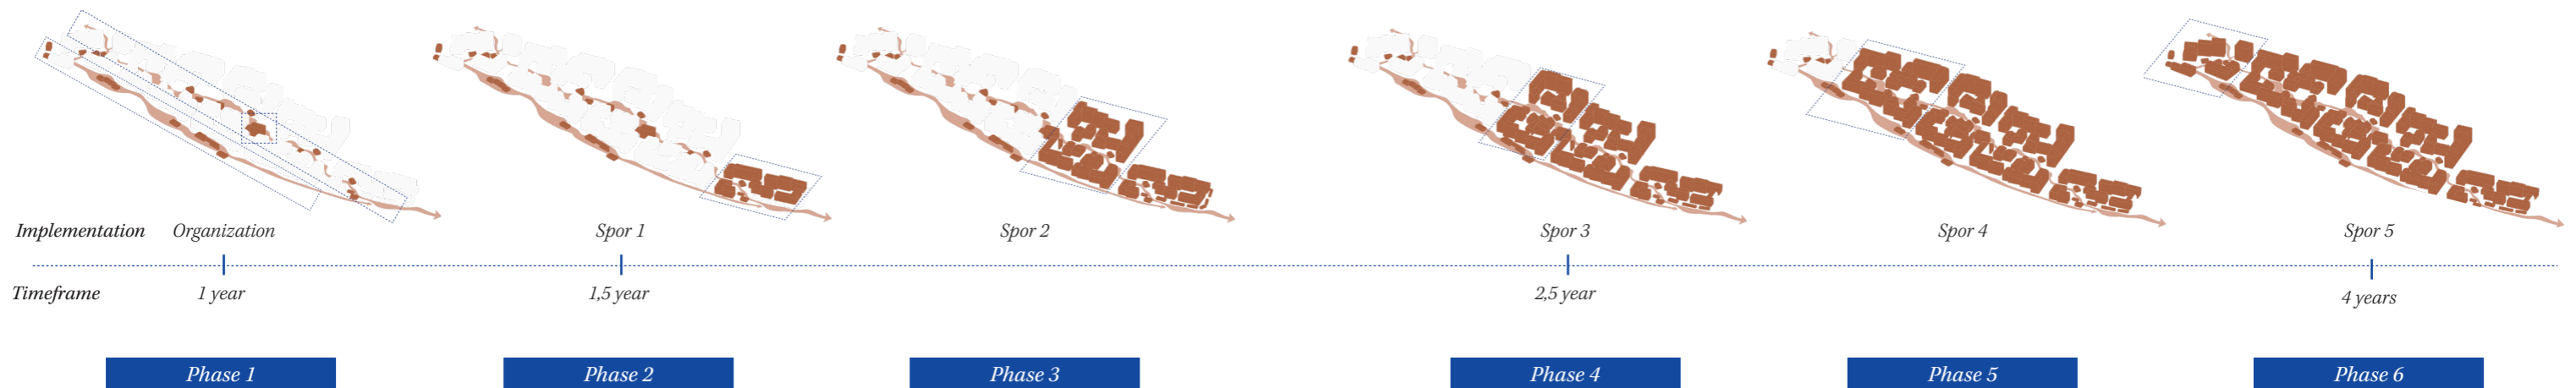 Implementation Organization Spor 1 Spor 2 Spor 3 Spor 4 Spor 5
Timeframe 1 year 1,5 year 2,5 year 4 years
Phase 1 Phase 2 Phase 3 Phase 4 Phase 5 Phase 6